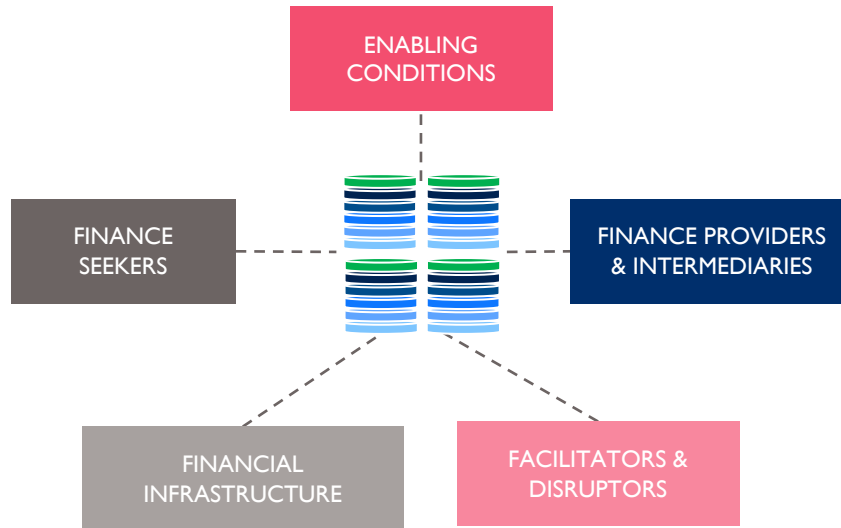 ENABLING
CONDITIONS
FINANCE
SEEKERS
FINANCE PROVIDERS
& INTERMEDIARIES
FINANCIAL
INFRASTRUCTURE
FACILITATORS &
DISRUPTORS